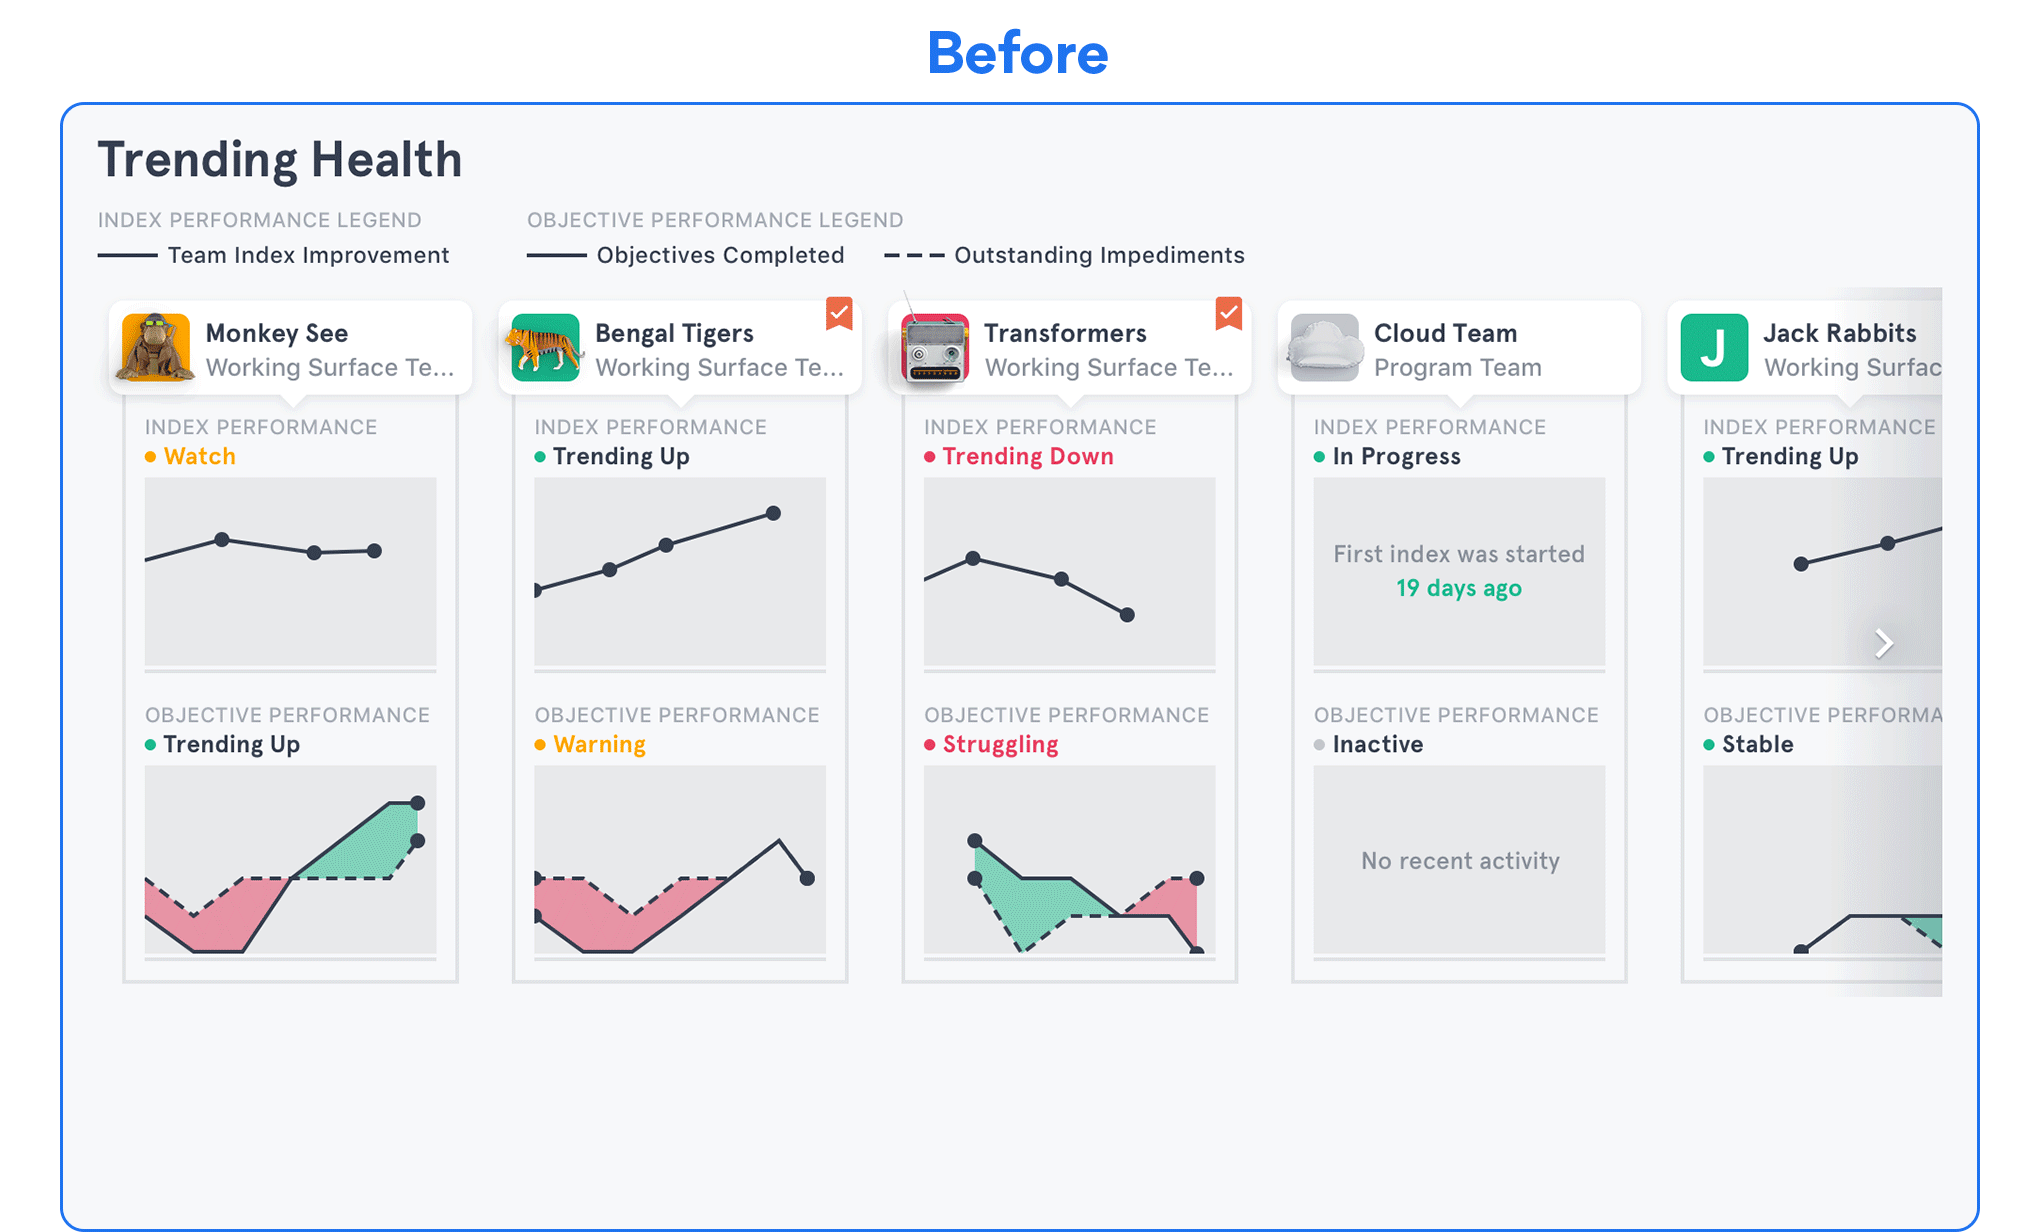 Before
Trending Health
INDEX PERFORMANCE LEGEND
Team Index Improvement
OBJECTIVE PERFORMANCE LEGEND
Objectives Completed
Outstanding Impediments
Monkey See
Working Surface Te...
INDEX PERFORMANCE
Watch
OBJECTIVE PERFORMANCE
Trending Up
Bengal Tigers
Working Surface Te...
INDEX PERFORMANCE
Trending Up
OBJECTIVE PERFORMANCE
Warning
Transformers
Working Surface Te...
INDEX PERFORMANCE
Trending Down
OBJECTIVE PERFORMANCE
Struggling
Cloud Team
Program Team
INDEX PERFORMANCE
In Progress
First index was started
19 days ago
OBJECTIVE PERFORMANCE
Inactive
No recent activity
J
Jack Rabbits
Working Surfac
INDEX PERFORMANCE
Trending Up
OBJECTIVE PERFORMA
Stable